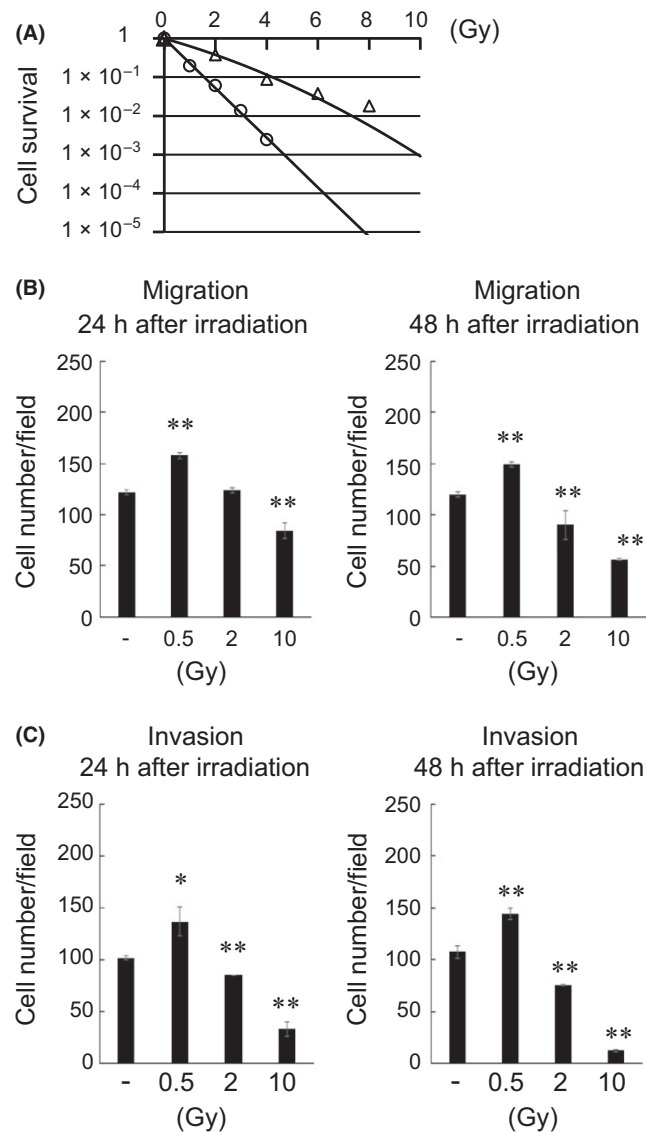 (A)
0 2 4 6 8 10 (Gy)
1
1 × 10⁻¹
1 × 10⁻²
1 × 10⁻³
1 × 10⁻⁴
1 × 10⁻⁵
Cell survival
(B)
Migration
24 h after irradiation
250
200
150
100
50
0
Cell number/field
**
**
- 0.5 2 10
(Gy)
Migration
48 h after irradiation
250
200
150
100
50
0
Cell number/field
**
**
**
- 0.5 2 10
(Gy)
(C)
Invasion
24 h after irradiation
250
200
150
100
50
0
Cell number/field
*
**
**
- 0.5 2 10
(Gy)
Invasion
48 h after irradiation
250
200
150
100
50
0
Cell number/field
**
**
**
- 0.5 2 10
(Gy)